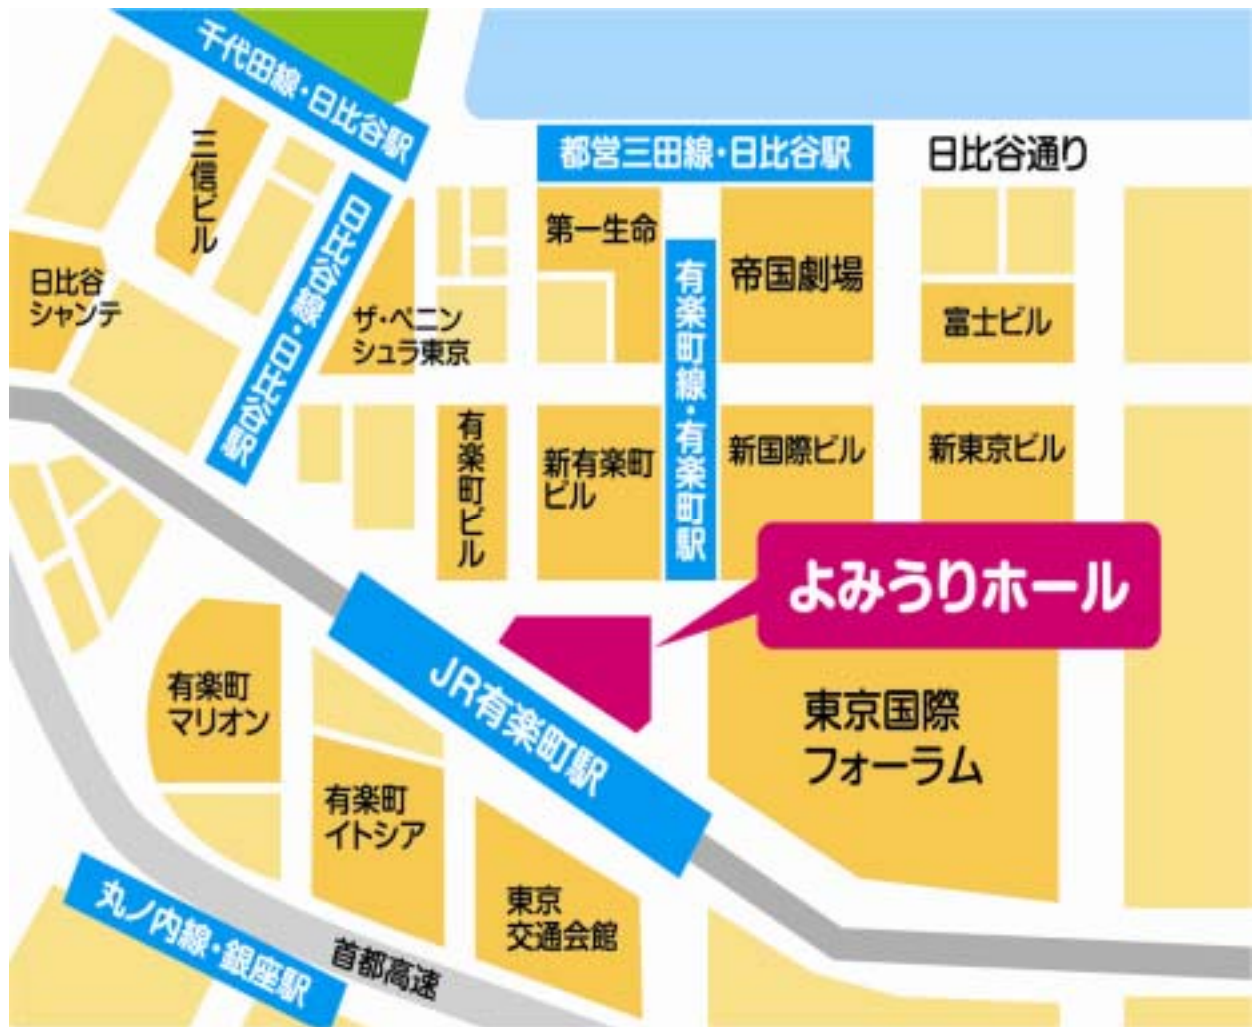 千代田線・日比谷駅
都営三田線・日比谷駅
日比谷通り
三信ビル
日比谷線・日比谷駅
第一生命
有楽町線・有楽町駅
帝国劇場
日比谷
シャンテ
ザ・ペニン
シュラ東京
富士ビル
有楽町ビル
新有楽町
ビル
新国際ビル
新東京ビル
よみうりホール
JR有楽町駅
有楽町
マリオン
東京国際
フォーラム
有楽町
イトシア
東京
交通会館
丸ノ内線・銀座駅
首都高速